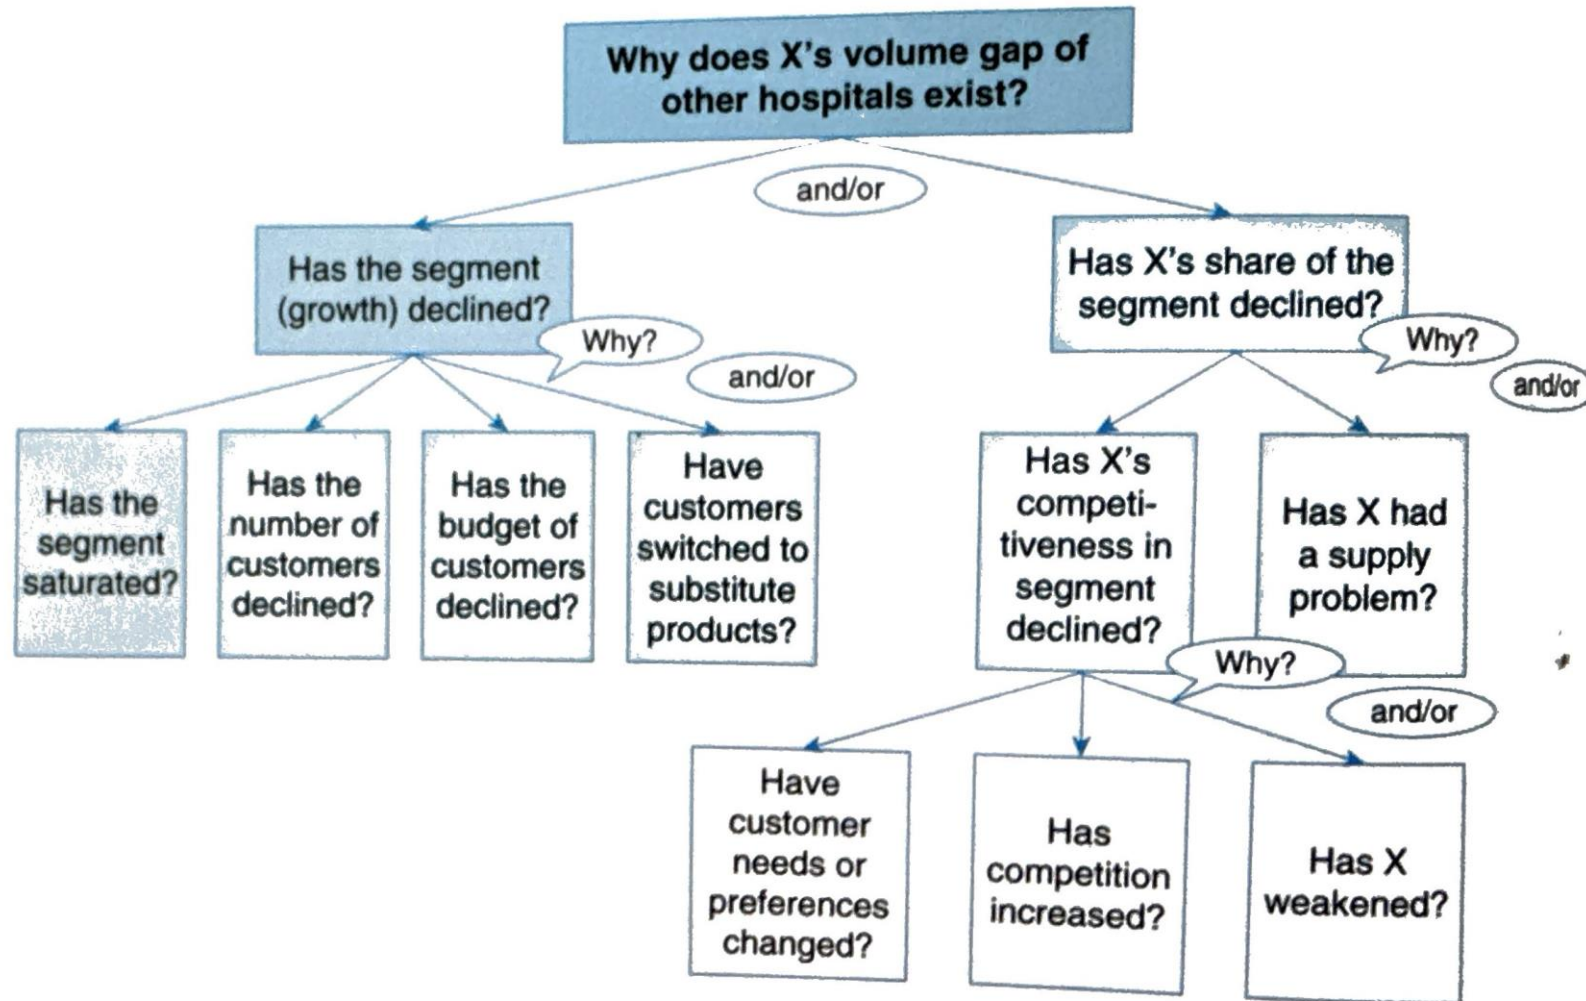 Why does X's volume gap of
other hospitals exist?
and/or
Has the segment
(growth) declined?
Why?
and/or
Has X's share of the
segment declined?
Why?
and/or
Has the
segment
saturated?
Has the
number of
customers
declined?
Has the
budget of
customers
declined?
Have
customers
switched to
substitute
products?
Has X's
competi-
tiveness in
segment
declined?
Why?
and/or
Has X had
a supply
problem?
Have
customer
needs or
preferences
changed?
Has
competition
increased?
Has X
weakened?